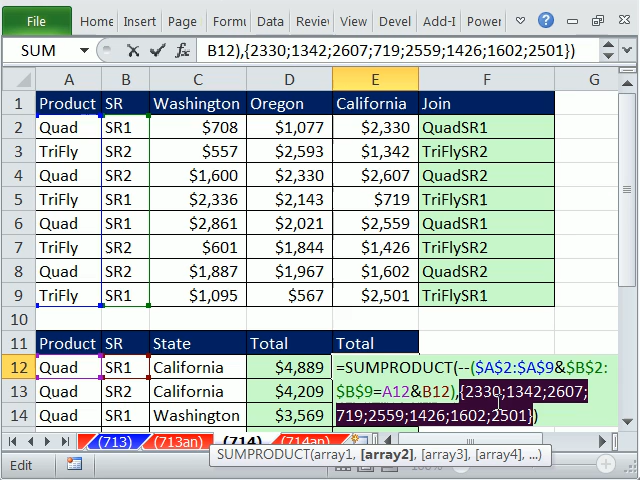 File Home Insert Page Formu Data Review View Devel Add-I Power
SUM B12),{2330;1342;2607;719;2559;1426;1602;2501})
A B C D E F G
1 Product SR Washington Oregon California Join
2 Quad SR1 $708 $1,077 $2,330 QuadSR1
3 TriFly SR2 $557 $2,593 $1,342 TriFlySR2
4 Quad SR2 $1,600 $2,330 $2,607 QuadSR2
5 TriFly SR1 $2,336 $2,143 $719 TriFlySR1
6 Quad SR1 $2,861 $2,021 $2,559 QuadSR1
7 TriFly SR2 $601 $1,844 $1,426 TriFlySR2
8 Quad SR2 $1,887 $1,967 $1,602 QuadSR2
9 TriFly SR1 $1,095 $567 $2,501 TriFlySR1
10
11 Product SR State Total Total
12 Quad SR1 California $4,889 =SUMPRODUCT(--($A$2:$A$9&$B$2:
13 Quad SR2 California $4,209 $B$9=A12&B12),{2330;1342;2607;
14 Quad SR1 Washington $3,569 719;2559;1426;1602;2501})
(713) (713an) (714) (714an)
SUMPRODUCT(array1, [array2], [array3], [array4], ...)
Edit 100%